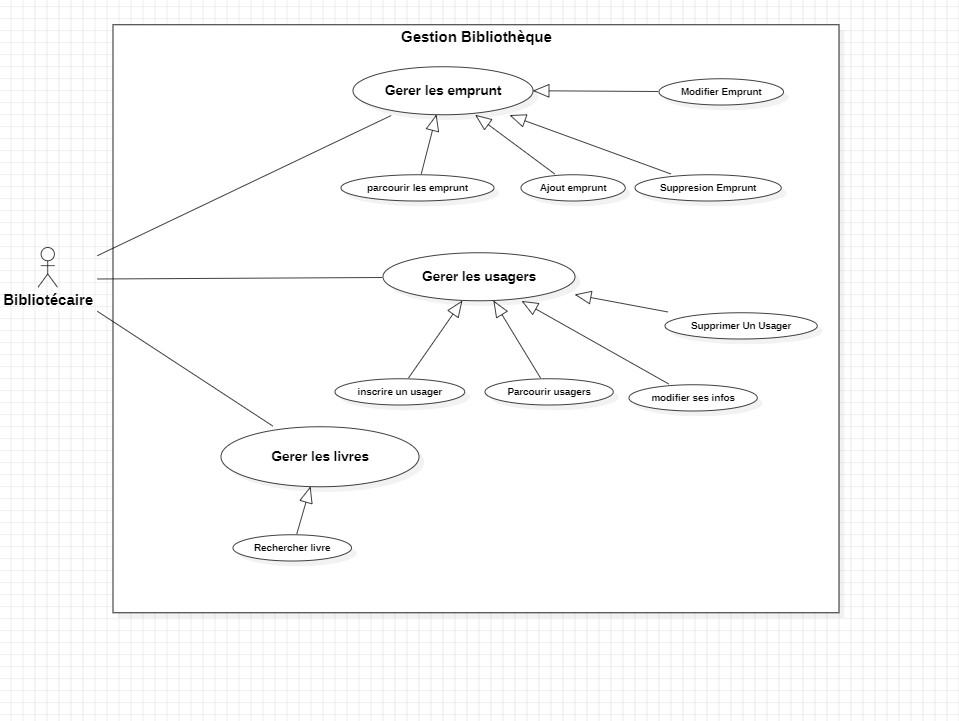 Gestion Bibliothèque
Gerer les emprunt
Modifier Emprunt
parcourir les emprunt
Ajout emprunt
Suppresion Emprunt
Bibliotécaire
Gerer les usagers
Supprimer Un Usager
inscrire un usager
Parcourir usagers
modifier ses infos
Gerer les livres
Rechercher livre